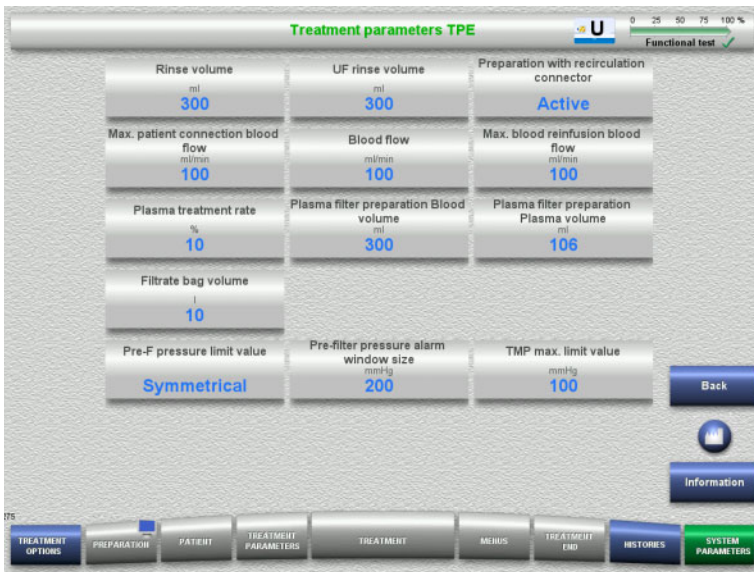 Treatment parameters TPE
U
0 25 50 75 100 %
Functional test
Rinse volume
ml
300
UF rinse volume
ml
300
Preparation with recirculation
connector
Active
Max. patient connection blood
flow
ml/min
100
Blood flow
ml/min
100
Max. blood reinfusion blood
flow
ml/min
100
Plasma treatment rate
%
10
Plasma filter preparation Blood
volume
ml
300
Plasma filter preparation
Plasma volume
ml
106
Filtrate bag volume
l
10
Pre-F pressure limit value
Symmetrical
Pre-filter pressure alarm
window size
mmHg
200
TMP max. limit value
mmHg
100
Back
Information
275
TREATMENT
OPTIONS
PREPARATION
PATIENT
TREATMENT
PARAMETERS
TREATMENT
MENUS
TREATMENT
END
HISTORIES
SYSTEM
PARAMETERS